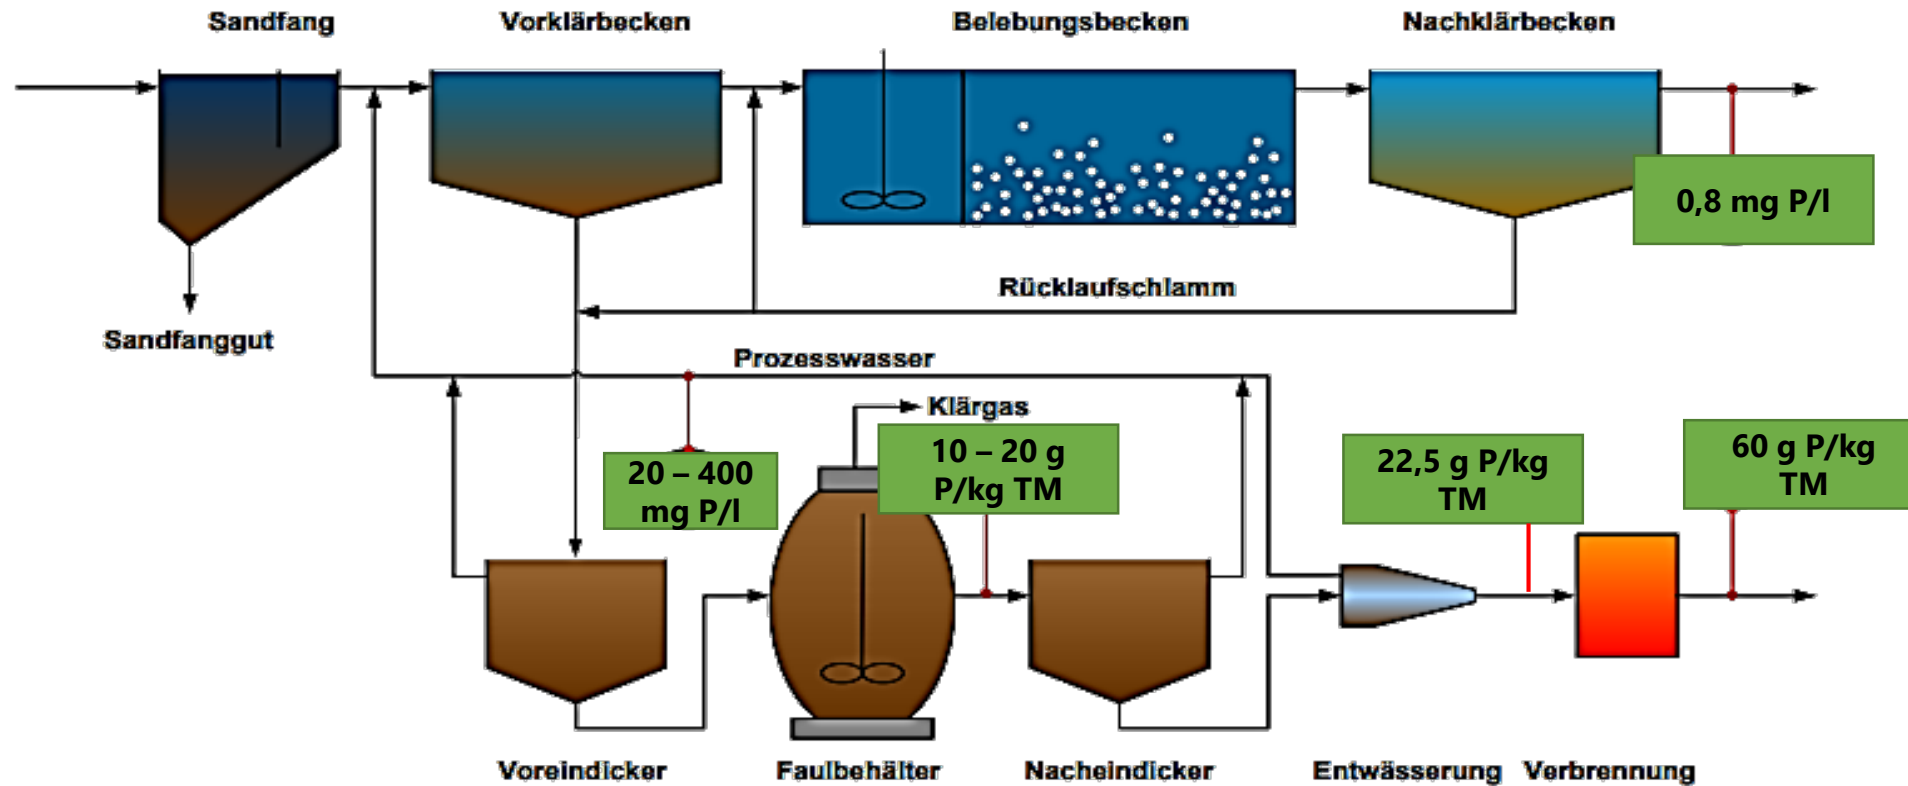 Sandfang
Vorklärbecken
Belebungsbecken
Nachklärbecken
0,8 mg P/l
Rücklaufschlamm
Sandfanggut
Prozesswasser
Klärgas
20 – 400
mg P/l
10 – 20 g
P/kg TM
22,5 g P/kg
TM
60 g P/kg
TM
Voreindicker
Faulbehälter
Nacheindicker
Entwässerung
Verbrennung